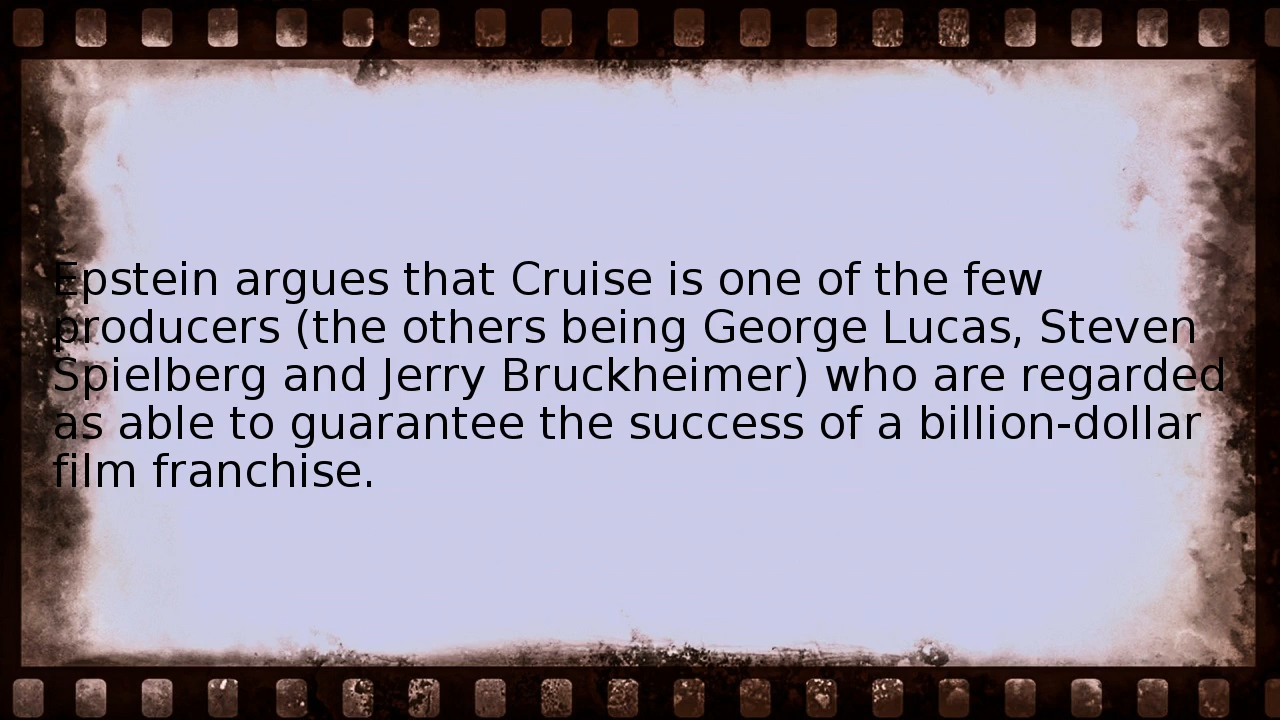 Epstein argues that Cruise is one of the few
producers (the others being George Lucas, Steven
Spielberg and Jerry Bruckheimer) who are regarded
as able to guarantee the success of a billion-dollar
film franchise.